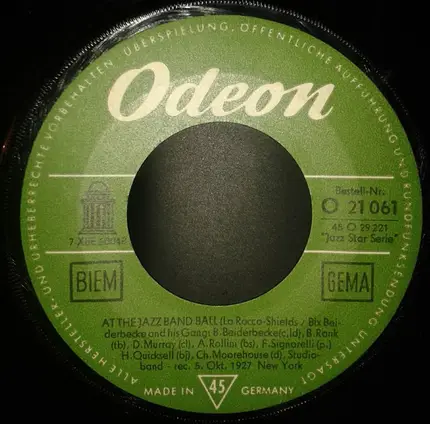 ALLE HERSTELLER- UND URHEBERRECHTE VORBEHALTEN. ÜBERSPIELUNG, ÖFFENTLICHE AUFFÜHRUNG UND RUNDFUNKSENDUNG UNTERSAGT
Odeon
Bestell-Nr.
O 21 061
45 O 29 221
"Jazz Star Serie"
BIEM
GEMA
AT THE JAZZ BAND BALL (La Rocco-Shields / Bix Bei-
derbecke and his Gang: B. Beiderbecke (c, ld), B. Rank
(tb), D. Murray (cl), A. Rollini (bs), F. Signorelli (p.)
H. Quidcell (bj), Ch. Moorehouse (d), Studio-
band - rec. 5. Okt. 1927 New York
MADE IN 45 GERMANY